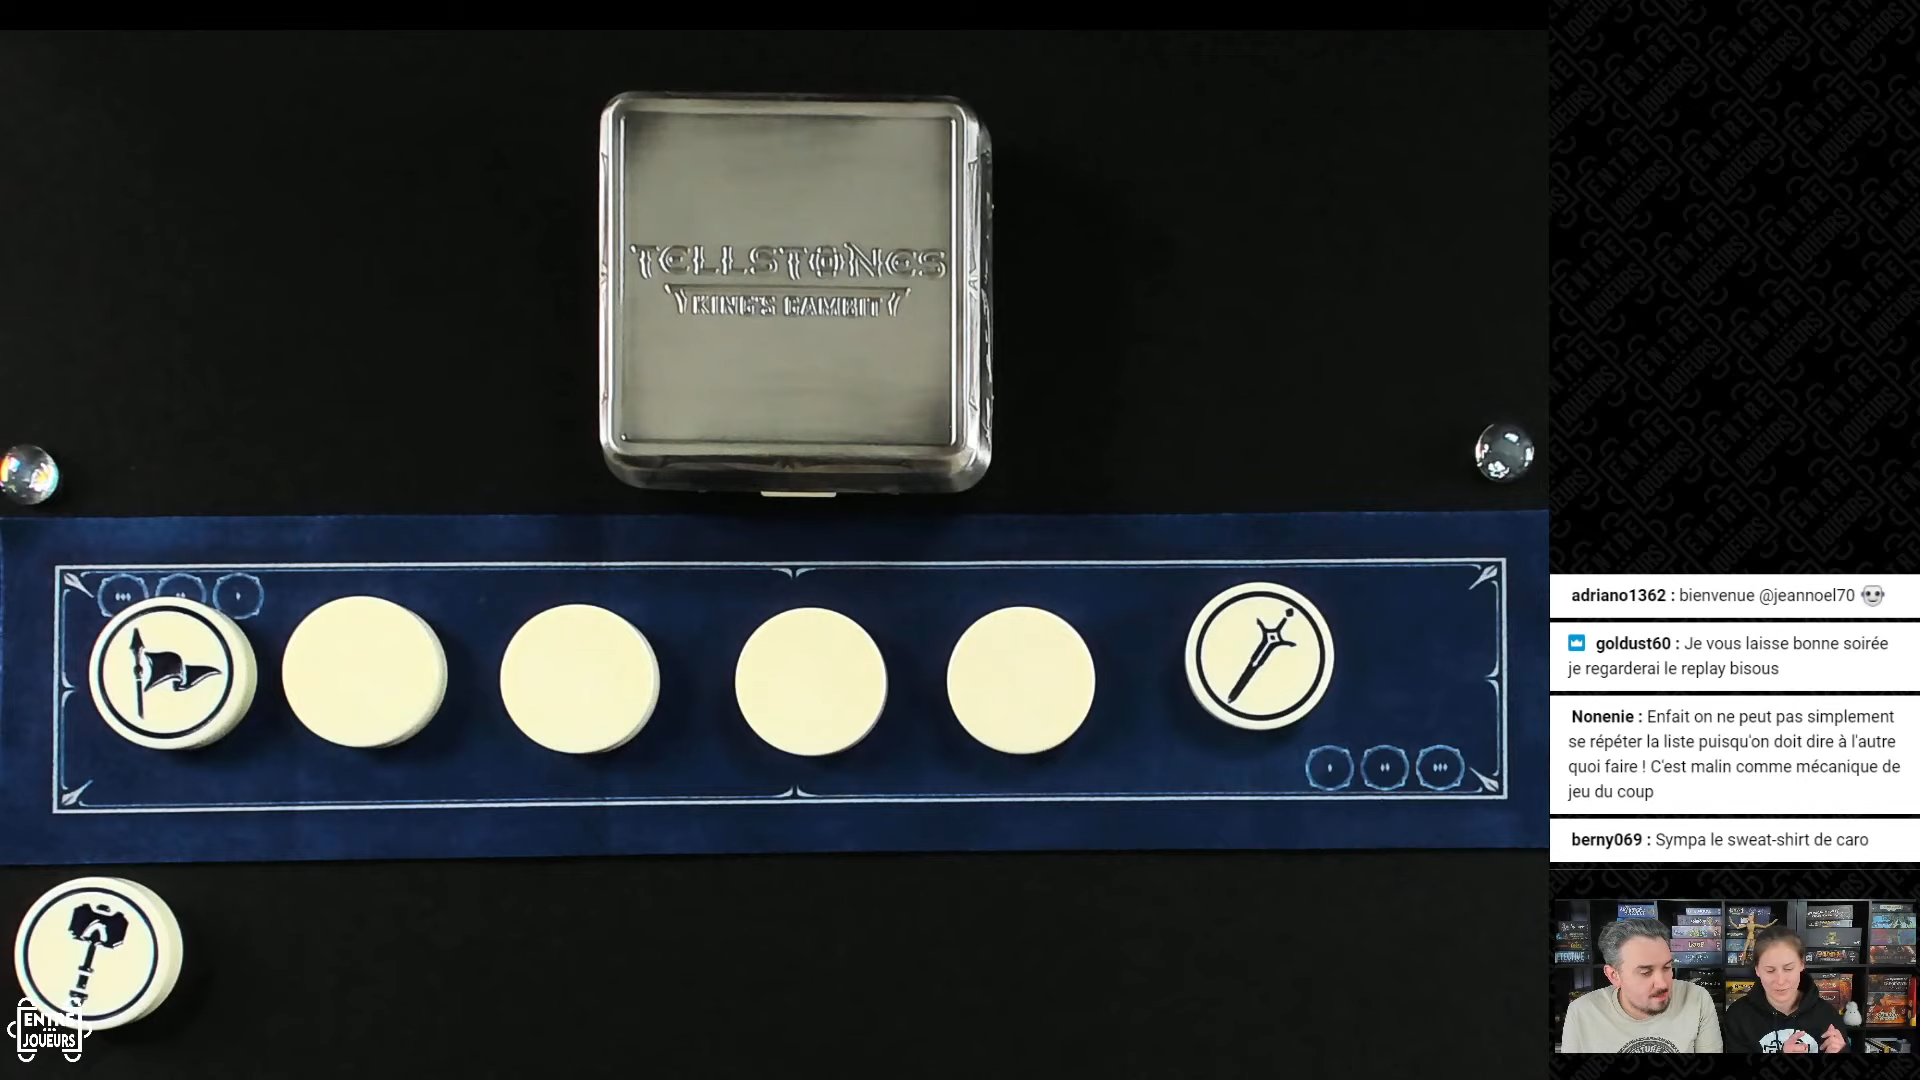 TELLSTONES
KING'S GAMBIT
adriano1362 : bienvenue @jeannoel70
goldust60 : Je vous laisse bonne soirée
je regarderai le replay bisous
Nonenie : Enfait on ne peut pas simplement
se répéter la liste puisqu'on doit dire à l'autre
quoi faire ! C'est malin comme mécanique de
jeu du coup
berny069 : Sympa le sweat-shirt de caro
ENTRE
JOUEURS